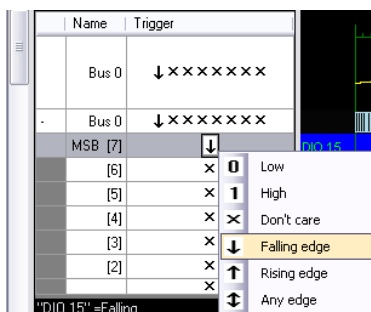 Name Trigger
Bus 0 ↓×××××××
- Bus 0 ↓×××××××
MSB [7] ↓
DIO 15
[6] ×
[5] ×
[4] ×
[3] ×
[2] ×
×
0 Low
1 High
× Don't care
↓ Falling edge
↑ Rising edge
↕ Any edge
"DIO 15" =Falling